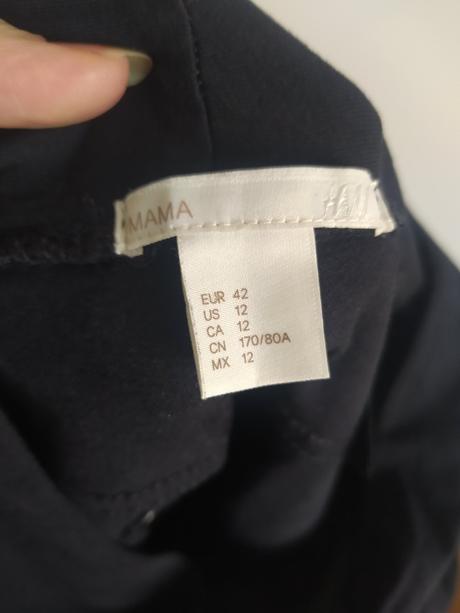 MAMA H&M
EUR 42
US 12
CA 12
CN 170/80A
MX 12